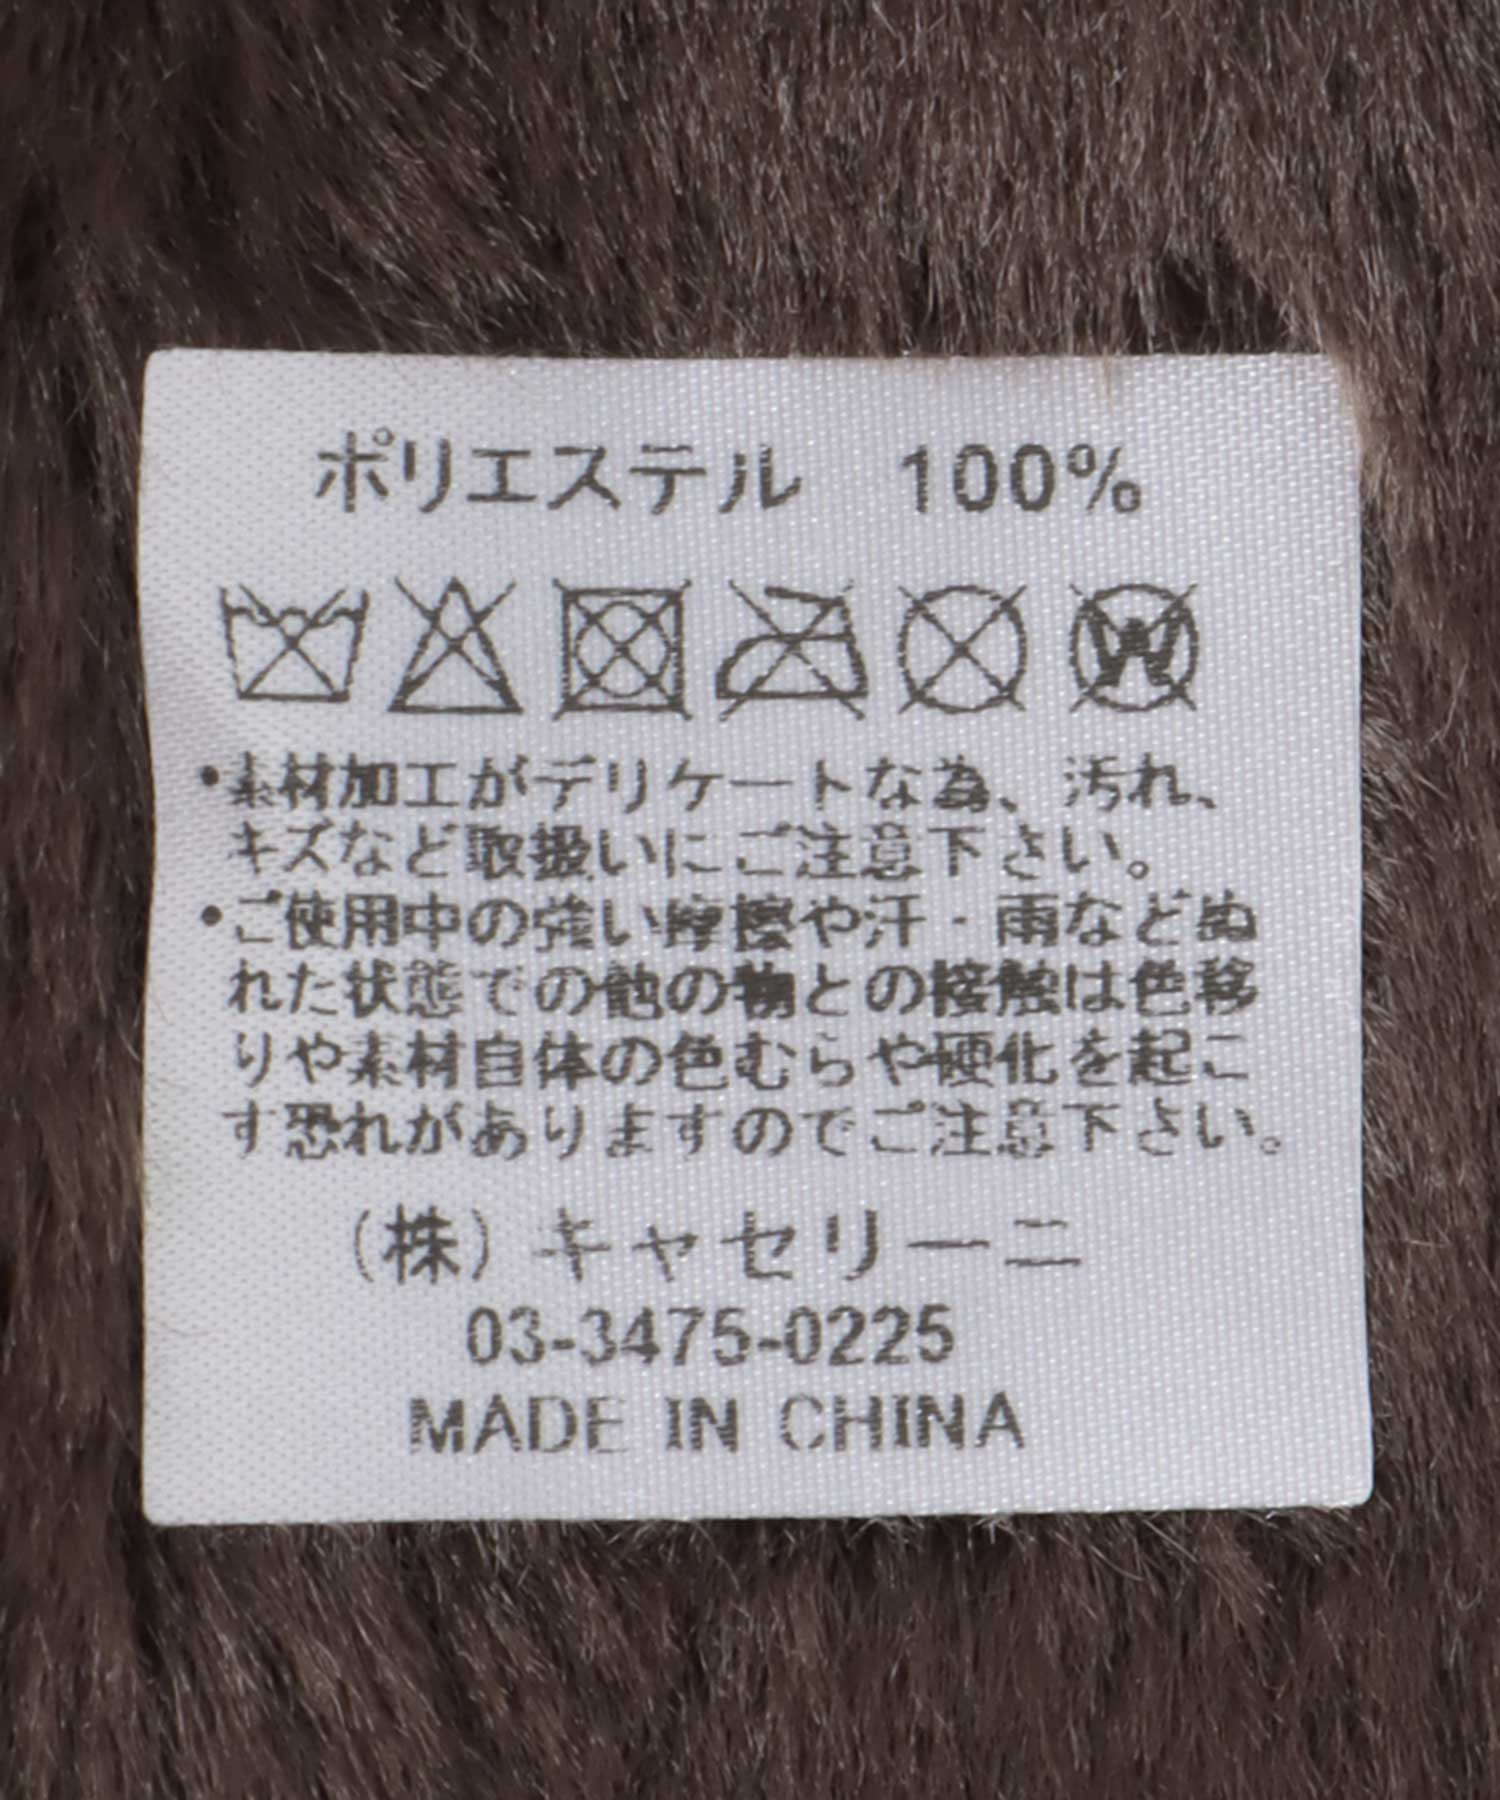 ポリエステル 100%
•素材加工がデリケートな為、汚れ、
キズなど取扱いにご注意下さい。
•ご使用中の強い摩擦や汗・雨などぬ
れた状態での他の物との接触は色移
りや素材自体の色むらや硬化を起こ
す恐れがありますのでご注意下さい。
(株)キャセリーニ
03-3475-0225
MADE IN CHINA